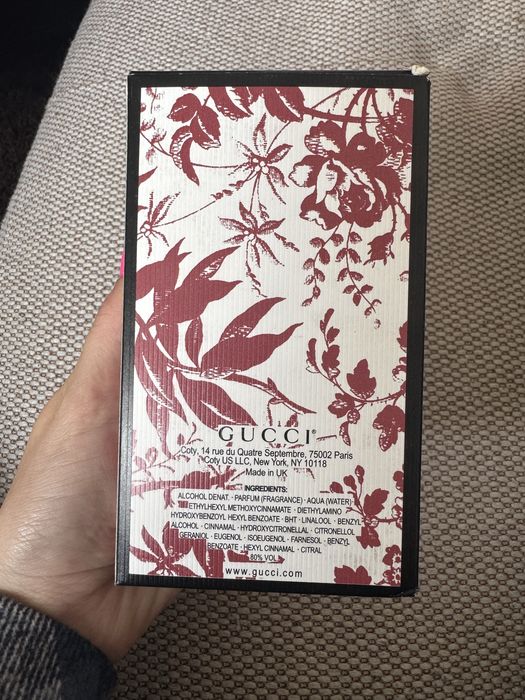 GUCCI®
Coty, 14 rue du Quatre Septembre, 75002 Paris
Coty US LLC, New York, NY 10118
Made in UK
INGREDIENTS:
ALCOHOL DENAT. · PARFUM (FRAGRANCE) · AQUA (WATER)
ETHYLHEXYL METHOXYCINNAMATE · DIETHYLAMINO
HYDROXYBENZOYL HEXYL BENZOATE · BHT · LINALOOL · BENZYL
ALCOHOL · CINNAMAL · HYDROXYCITRONELLAL · CITRONELLOL
GERANIOL · EUGENOL · ISOEUGENOL · FARNESOL · BENZYL
BENZOATE · HEXYL CINNAMAL · CITRAL
80% VOL
www.gucci.com